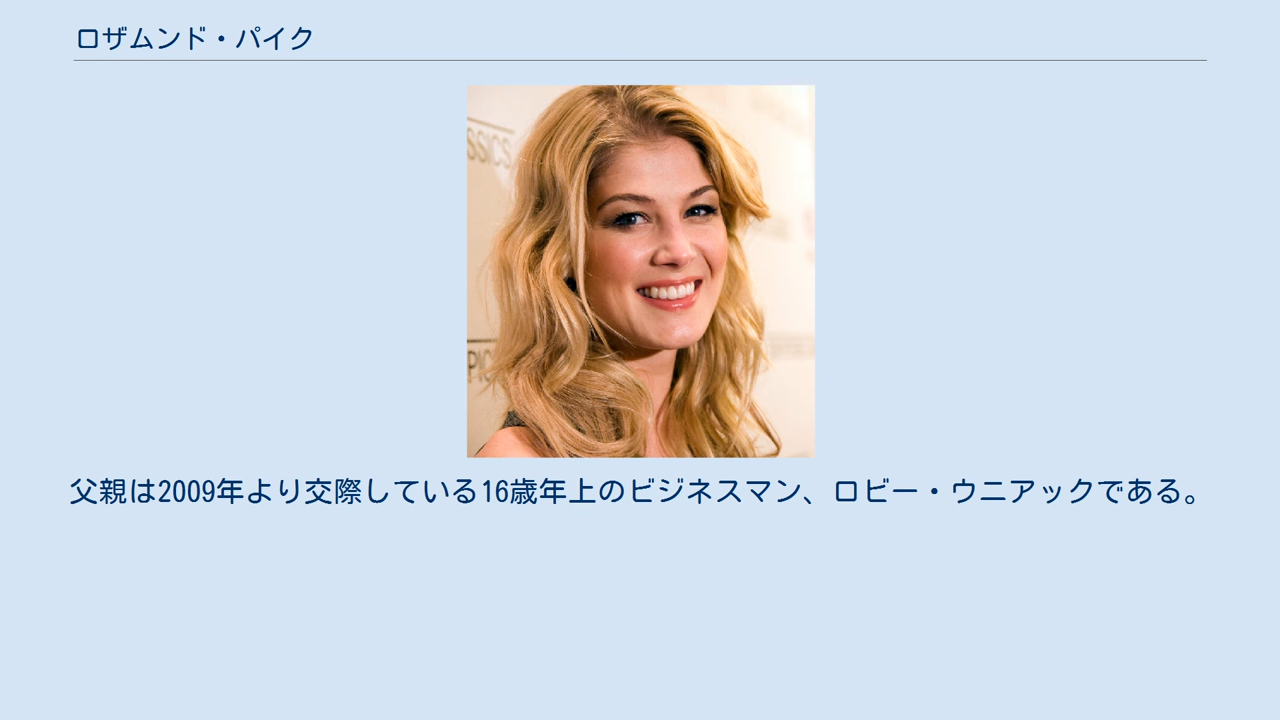 ロザムンド・パイク
SSICS
PIC
父親は2009年より交際している16歳年上のビジネスマン、ロビー・ウニアックである。